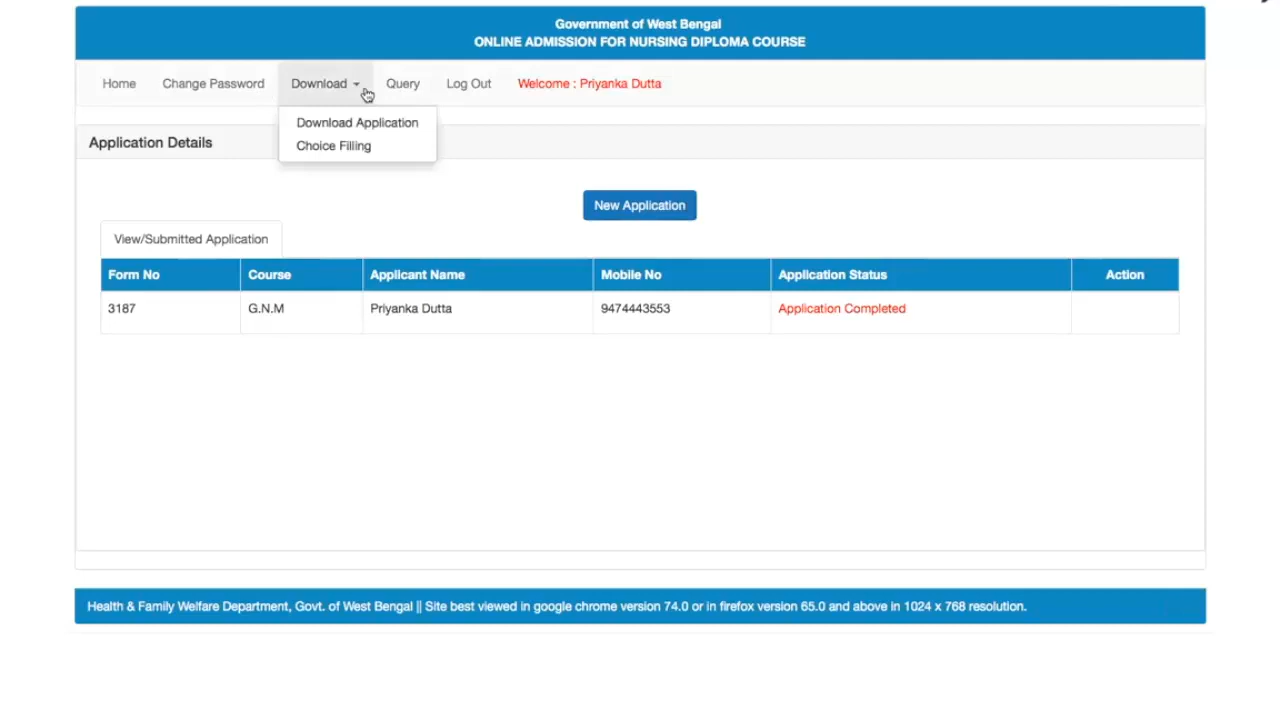 Government of West Bengal
ONLINE ADMISSION FOR NURSING DIPLOMA COURSE
Home Change Password Download Query Log Out Welcome : Priyanka Dutta
Download Application
Choice Filling
Application Details
New Application
View/Submitted Application
Form No Course Applicant Name Mobile No Application Status Action
3187 G.N.M Priyanka Dutta 9474443553 Application Completed
Health & Family Welfare Department, Govt. of West Bengal || Site best viewed in google chrome version 74.0 or in firefox version 65.0 and above in 1024 x 768 resolution.